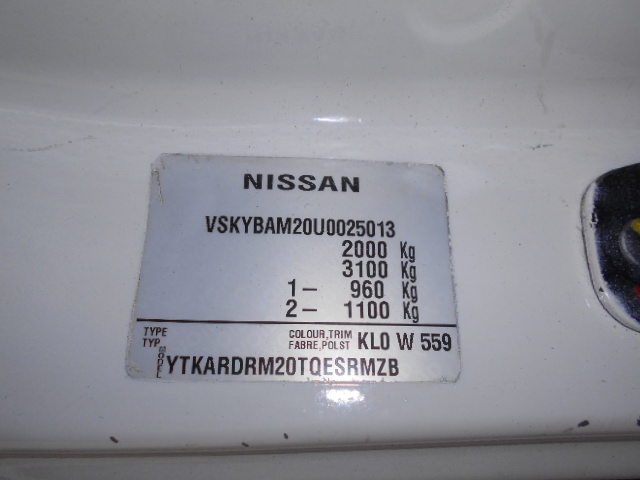 NISSAN
VSKYBAM20U0025013
2000 Kg
3100 Kg
1- 960 Kg
2- 1100 Kg
TYPE COLOUR,TRIM
TYP FABRE,POLST KL0 W 559
MODEL YTKARDRM20TQESRMZB